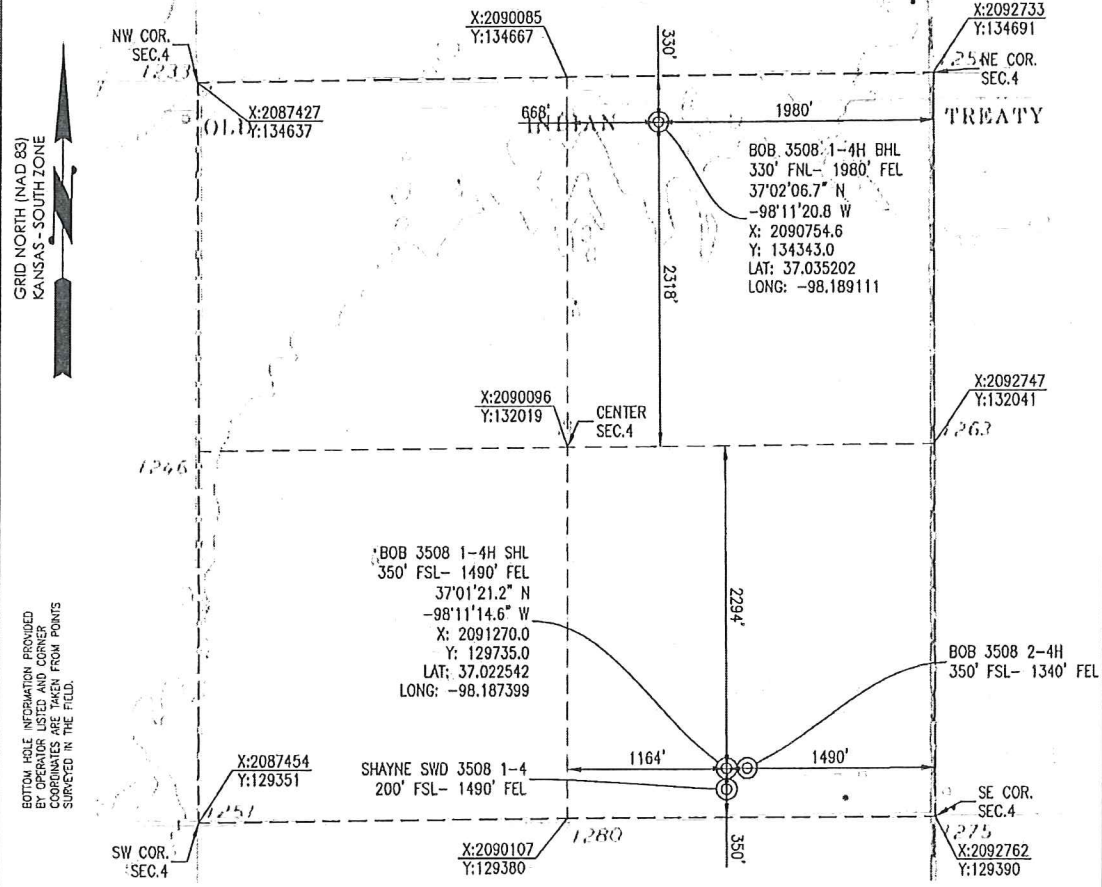 X:2090085
Y:134667
X:2092733
Y:134691
NW COR.
SEC.4
1233
330'
NE COR.
SEC.4
X:2087427
Y:134637
OLD
668'
INDIAN
1980'
TREATY
GRID NORTH (NAD 83)
KANSAS-SOUTH ZONE
BOB 3508 1-4H BHL
330' FNL- 1980' FEL
37°02'06.7" N
-98°11'20.8 W
X: 2090754.6
Y: 134343.0
LAT: 37.035202
LONG: -98.189111
2318'
X:2090096
Y:132019
CENTER
SEC.4
X:2092747
Y:132041
1263
1246
BOB 3508 1-4H SHL
350' FSL- 1490' FEL
37°01'21.2" N
-98°11'14.6" W
X: 2091270.0
Y: 129735.0
LAT: 37.022542
LONG: -98.187399
2294'
BOB 3508 2-4H
350' FSL- 1340' FEL
BOTTOM HOLE INFORMATION PROVIDED
BY OPERATOR LISTED AND CORNER
COORDINATES ARE TAKEN FROM POINTS
SURVEYED IN THE FIELD.
X:2087454
Y:129351
SHAYNE SWD 3508 1-4
200' FSL- 1490' FEL
1164'
1490'
SE COR.
SEC.4
1251
1280
1275
SW COR.
SEC.4
X:2090107
Y:129380
350'
X:2092762
Y:129390